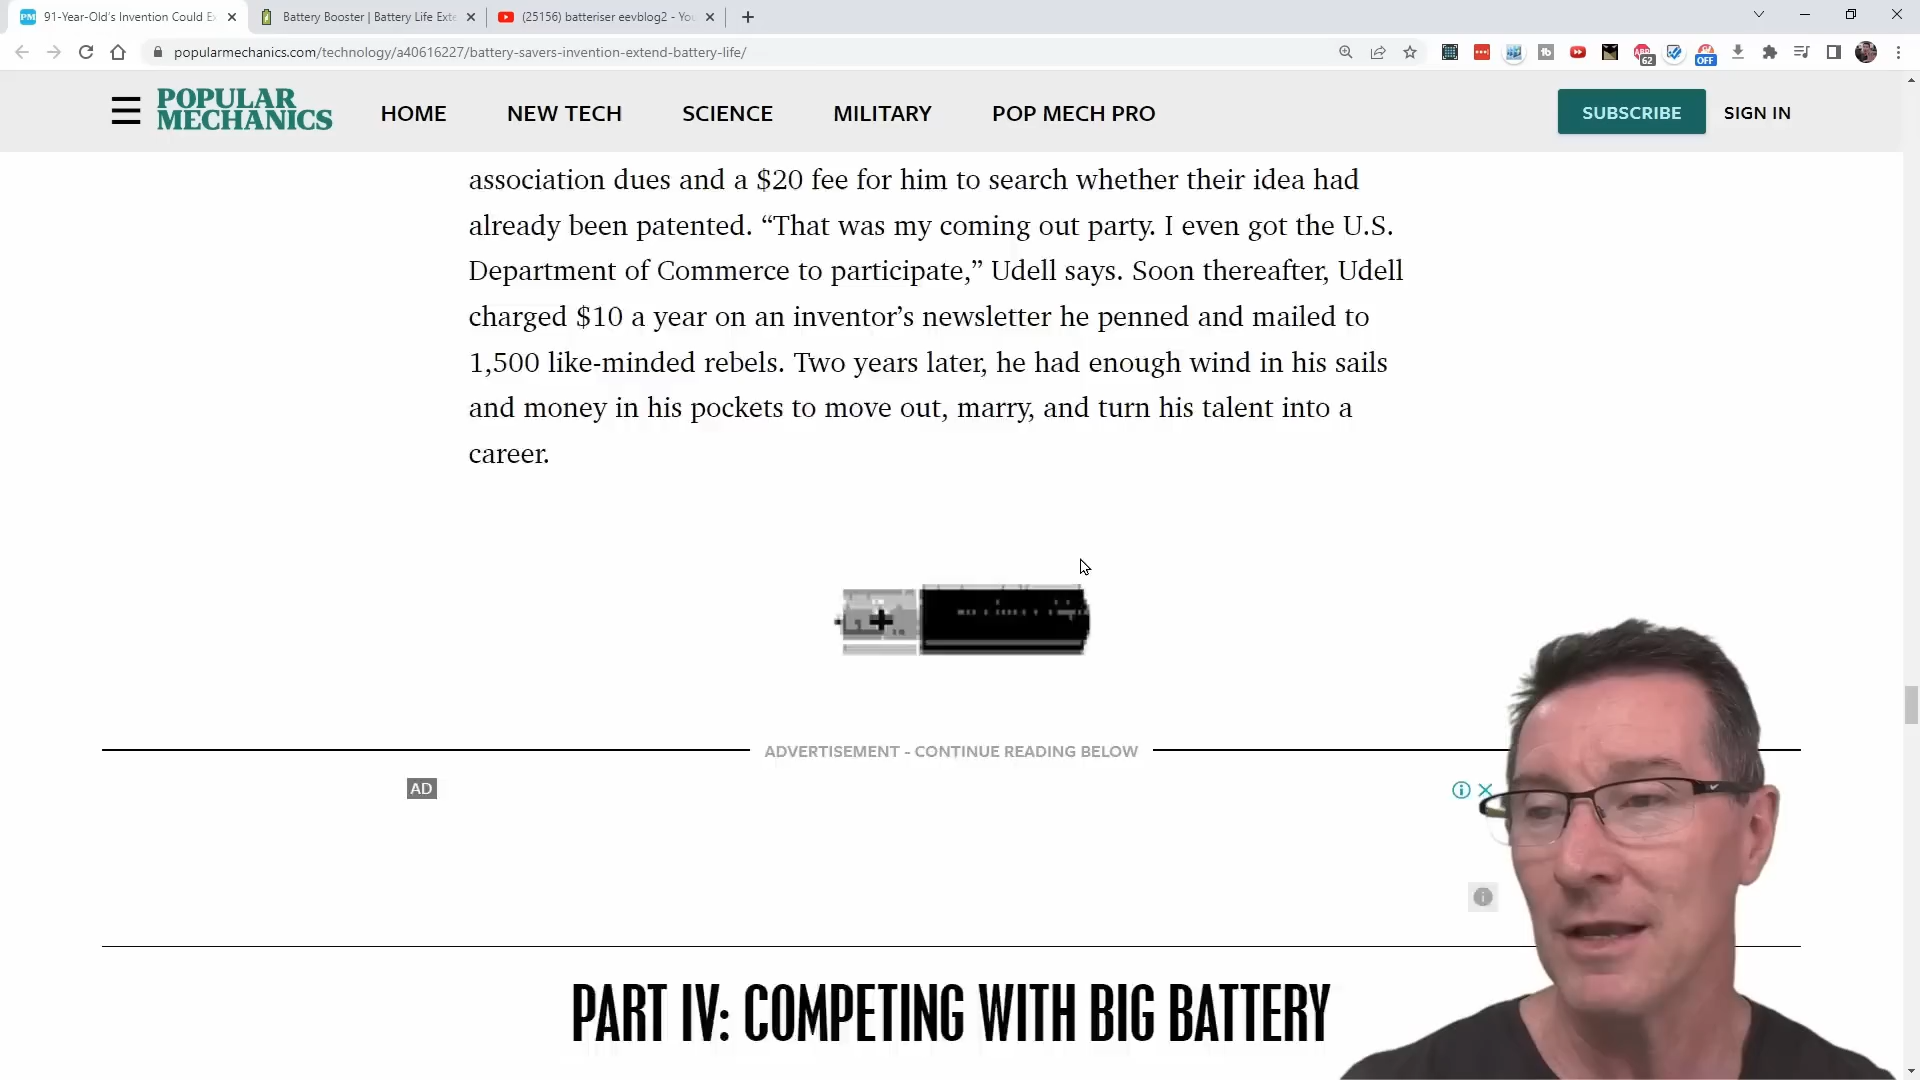 91-Year-Old's Invention Could E
Battery Booster | Battery Life Exte
(25156) batteriser eevblog2 - You
popularmechanics.com/technology/a40616227/battery-savers-invention-extend-battery-life/
62
OFF
POPULAR
MECHANICS
HOME
NEW TECH
SCIENCE
MILITARY
POP MECH PRO
SUBSCRIBE
SIGN IN
association dues and a $20 fee for him to search whether their idea had
already been patented. “That was my coming out party. I even got the U.S.
Department of Commerce to participate,” Udell says. Soon thereafter, Udell
charged $10 a year on an inventor’s newsletter he penned and mailed to
1,500 like-minded rebels. Two years later, he had enough wind in his sails
and money in his pockets to move out, marry, and turn his talent into a
career.
+
ADVERTISEMENT - CONTINUE READING BELOW
AD
PART IV: COMPETING WITH BIG BATTERY